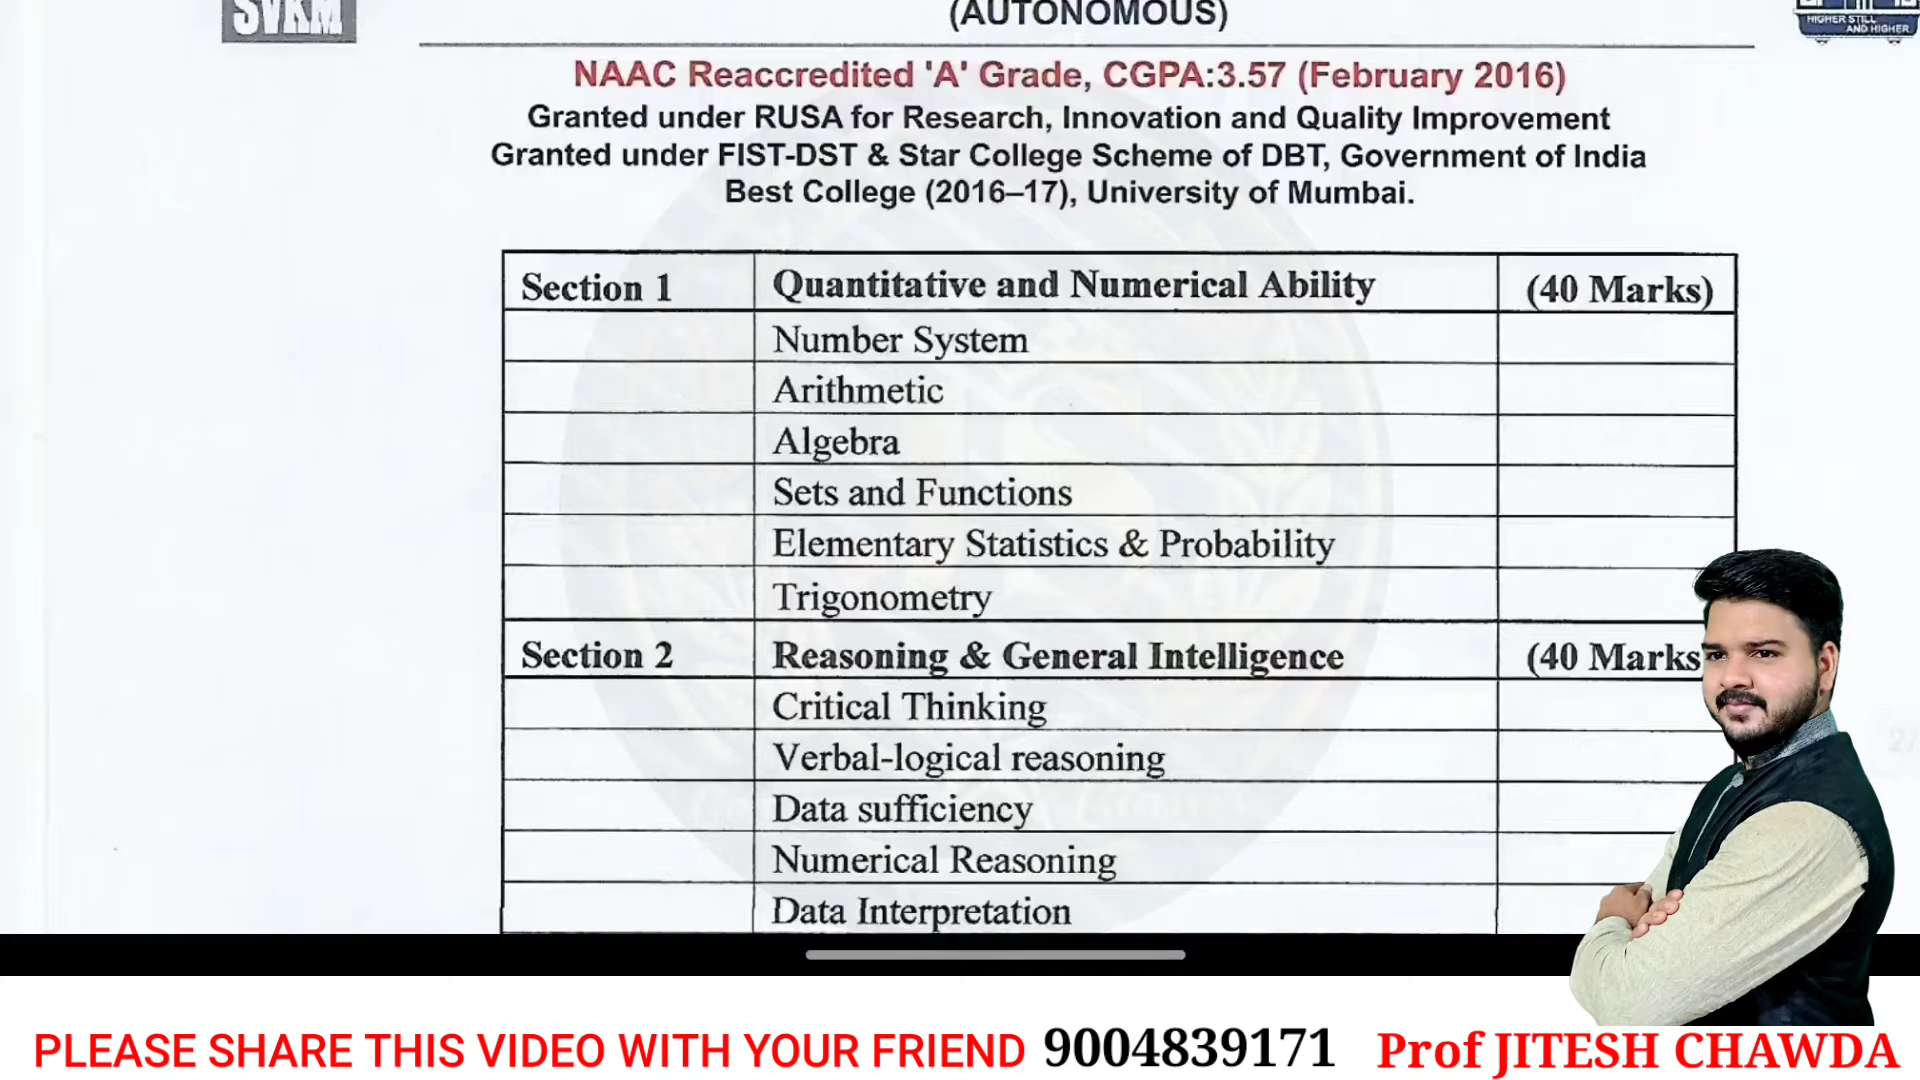 SVKM
(AUTONOMOUS)
HIGHER STILL
AND HIGHER
NAAC Reaccredited 'A' Grade, CGPA:3.57 (February 2016)
Granted under RUSA for Research, Innovation and Quality Improvement
Granted under FIST-DST & Star College Scheme of DBT, Government of India
Best College (2016–17), University of Mumbai.
Section 1 Quantitative and Numerical Ability (40 Marks)
Number System
Arithmetic
Algebra
Sets and Functions
Elementary Statistics & Probability
Trigonometry
Section 2 Reasoning & General Intelligence (40 Marks
Critical Thinking
Verbal-logical reasoning
Data sufficiency
Numerical Reasoning
Data Interpretation
PLEASE SHARE THIS VIDEO WITH YOUR FRIEND 9004839171 Prof JITESH CHAWDA